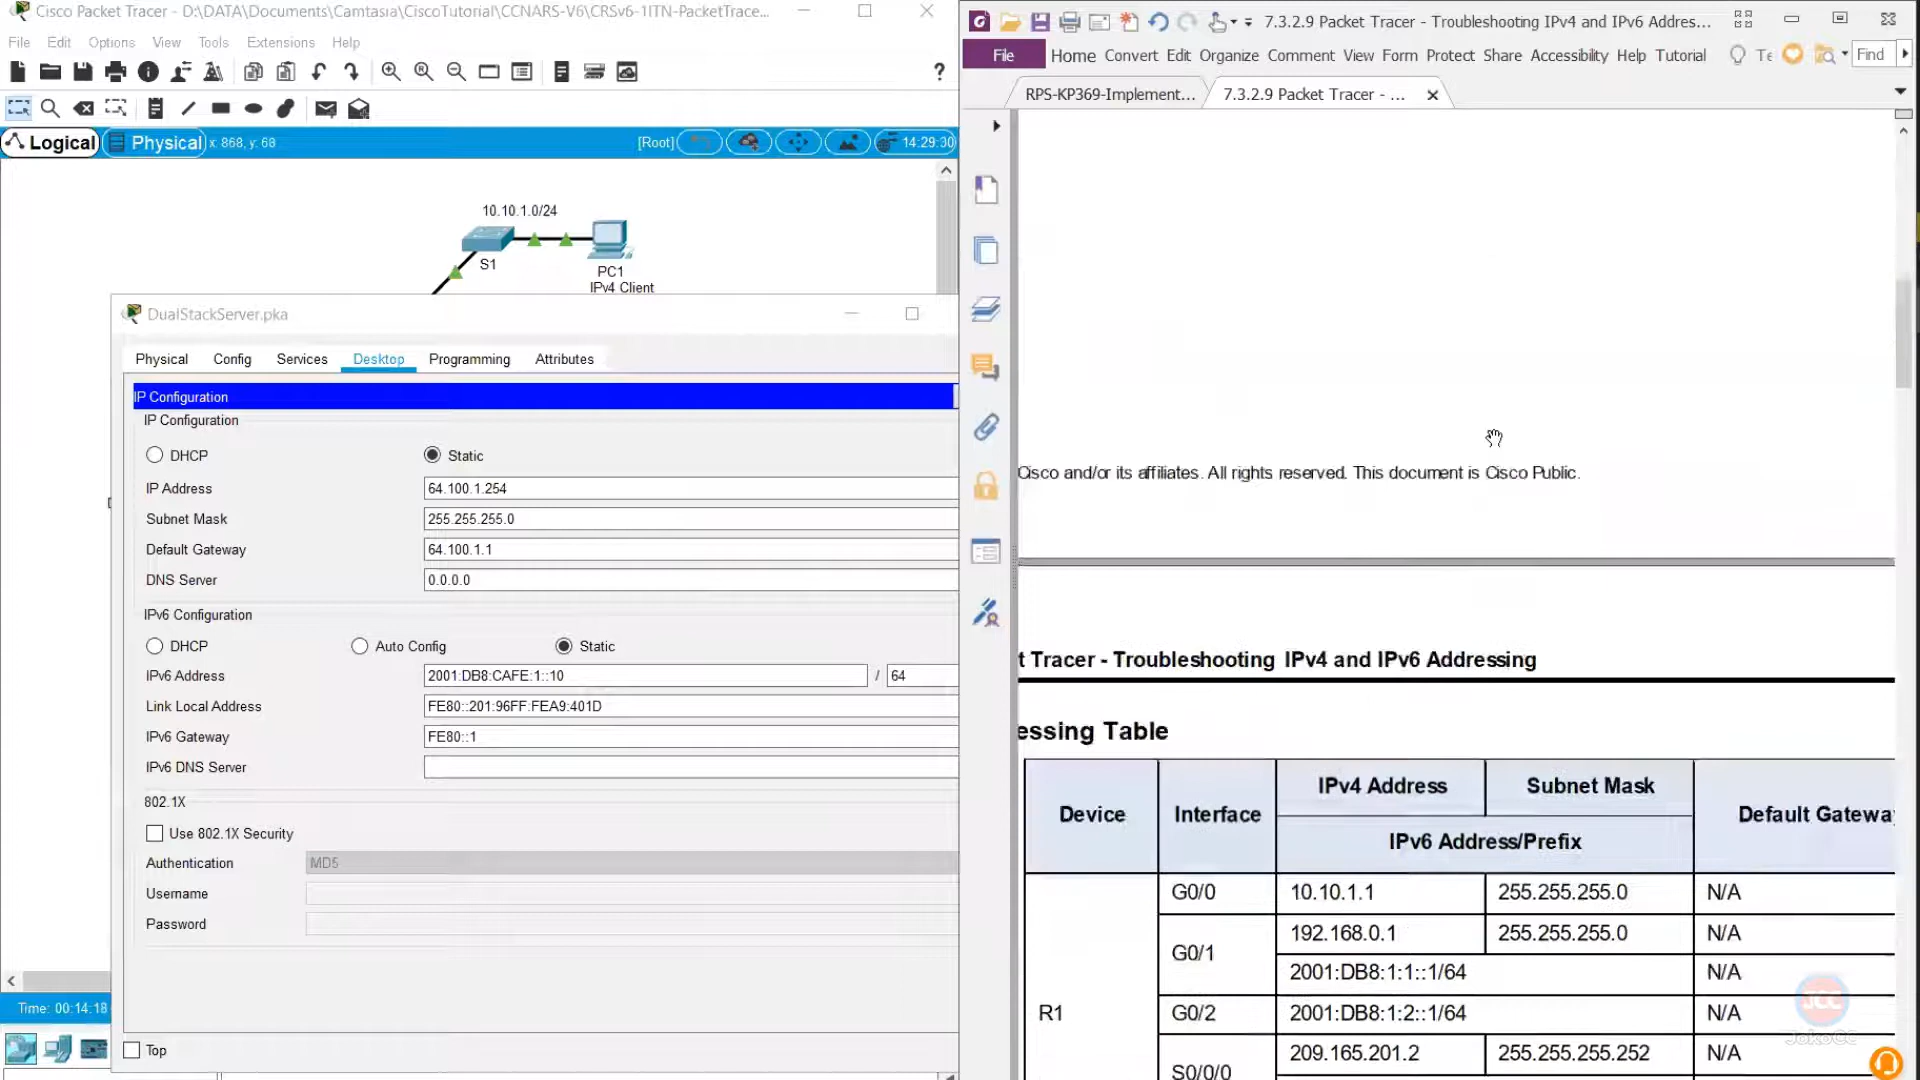 Cisco Packet Tracer - D:\DATA\Documents\Camtasia\CiscoTutorial\CCNARS-V6\CRSv6-1ITN-PacketTrace...
File Edit Options View Tools Extensions Help
?
Logical
Physical x: 868, y: 68
[Root]
14:29:30
10.10.1.0/24
S1
PC1
IPv4 Client
DualStackServer.pka
Physical Config Services Desktop Programming Attributes
IP Configuration
IP Configuration
DHCP
Static
IP Address
64.100.1.254
Subnet Mask
255.255.255.0
Default Gateway
64.100.1.1
DNS Server
0.0.0.0
IPv6 Configuration
DHCP
Auto Config
Static
IPv6 Address
2001:DB8:CAFE:1::10
/
64
Link Local Address
FE80::201:96FF:FEA9:401D
IPv6 Gateway
FE80::1
IPv6 DNS Server
802.1X
Use 802.1X Security
Authentication
MD5
Username
Password
Time: 00:14:18
Top
7.3.2.9 Packet Tracer - Troubleshooting IPv4 and IPv6 Addres...
File Home Convert Edit Organize Comment View Form Protect Share Accessibility Help Tutorial
Te
Find
RPS-KP369-Implement...
7.3.2.9 Packet Tracer - ...
Cisco and/or its affiliates. All rights reserved. This document is Cisco Public.
t Tracer - Troubleshooting IPv4 and IPv6 Addressing
essing Table
Device
Interface
IPv4 Address
Subnet Mask
IPv6 Address/Prefix
Default Gateway
R1
G0/0
10.10.1.1
255.255.255.0
N/A
G0/1
192.168.0.1
255.255.255.0
N/A
2001:DB8:1:1::1/64
N/A
G0/2
2001:DB8:1:2::1/64
N/A
S0/0/0
209.165.201.2
255.255.255.252
N/A
JCC
JokoCC